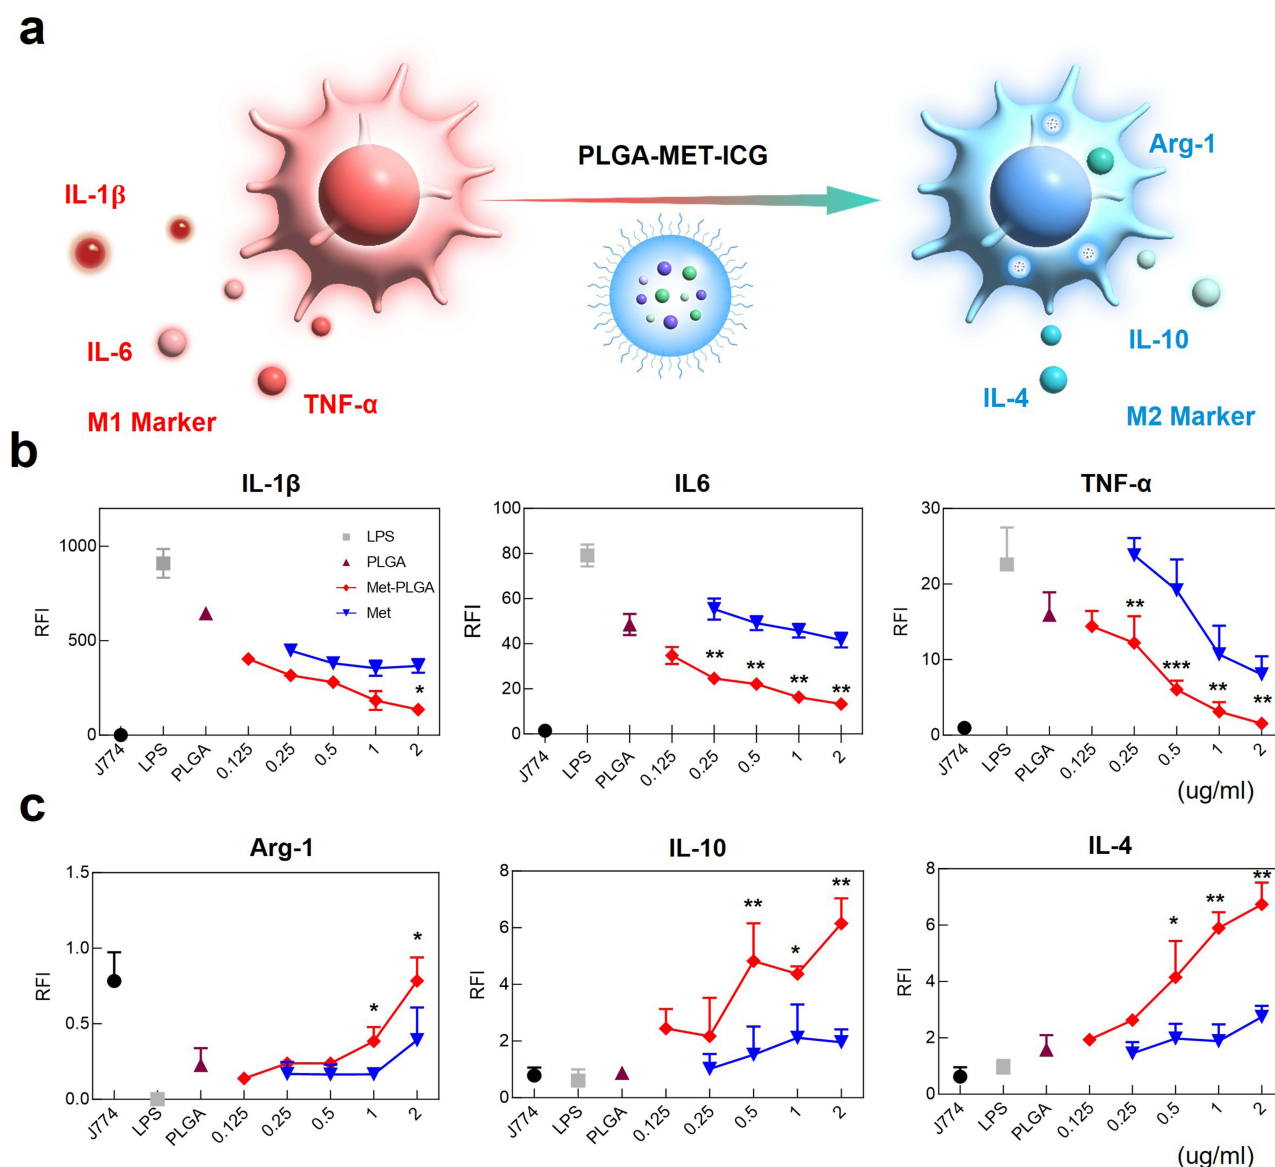 a
PLGA-MET-ICG
Arg-1
IL-1β
IL-6
IL-10
TNF-α
IL-4
M1 Marker
M2 Marker
b
IL-1β
IL6
TNF-α
RFI
1000
500
0
LPS
PLGA
Met-PLGA
Met
J774
LPS
PLGA
0.125
0.25
0.5
1
2
*
RFI
100
80
60
40
20
0
**
**
**
**
J774
LPS
PLGA
0.125
0.25
0.5
1
2
RFI
30
20
10
0
**
***
**
**
J774
LPS
PLGA
0.125
0.25
0.5
1
2
(ug/ml)
c
Arg-1
IL-10
IL-4
RFI
1.5
1.0
0.5
0.0
*
*
J774
LPS
PLGA
0.125
0.25
0.5
1
2
RFI
8
6
4
2
0
**
*
**
J774
LPS
PLGA
0.125
0.25
0.5
1
2
RFI
8
6
4
2
0
*
**
**
J774
LPS
PLGA
0.125
0.25
0.5
1
2
(ug/ml)